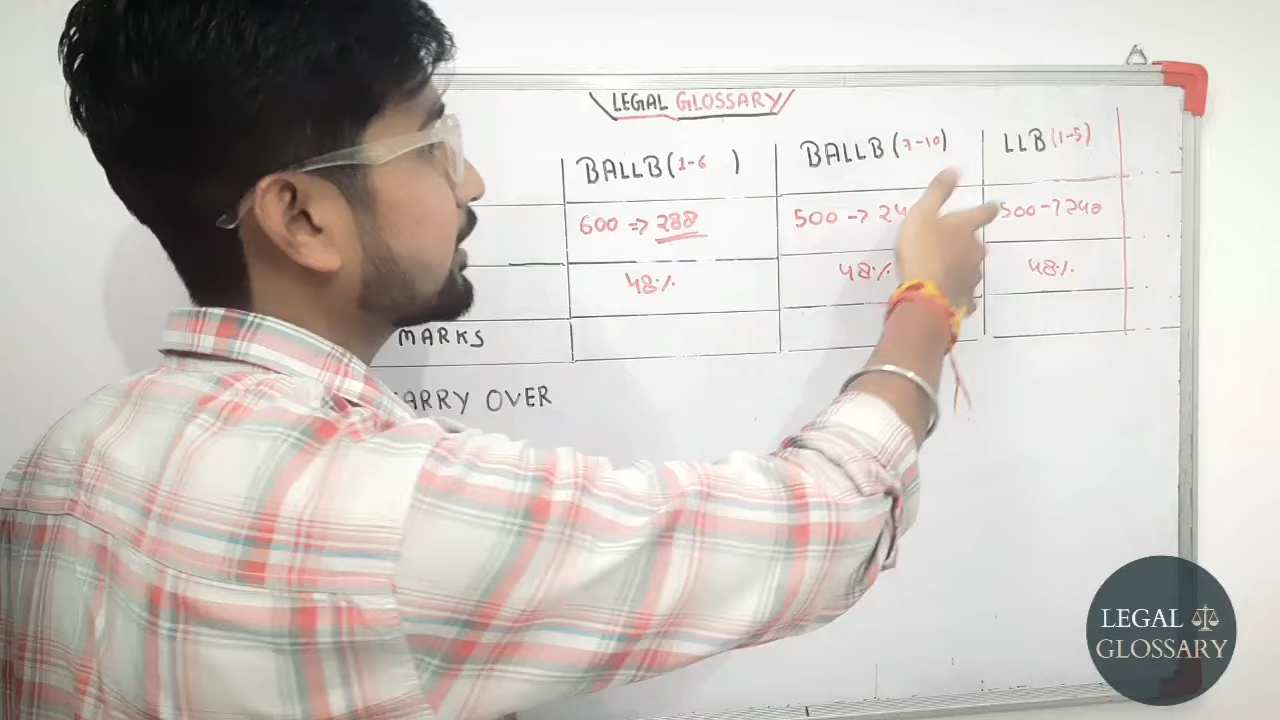 LEGAL GLOSSARY
BALLB (1-6 ) BALLB (7-10) LLB (1-5)
600 => 288 500 -> 24 500 -> 240
48% 48% 48%
MARKS
ARRY OVER
LEGAL
GLOSSARY